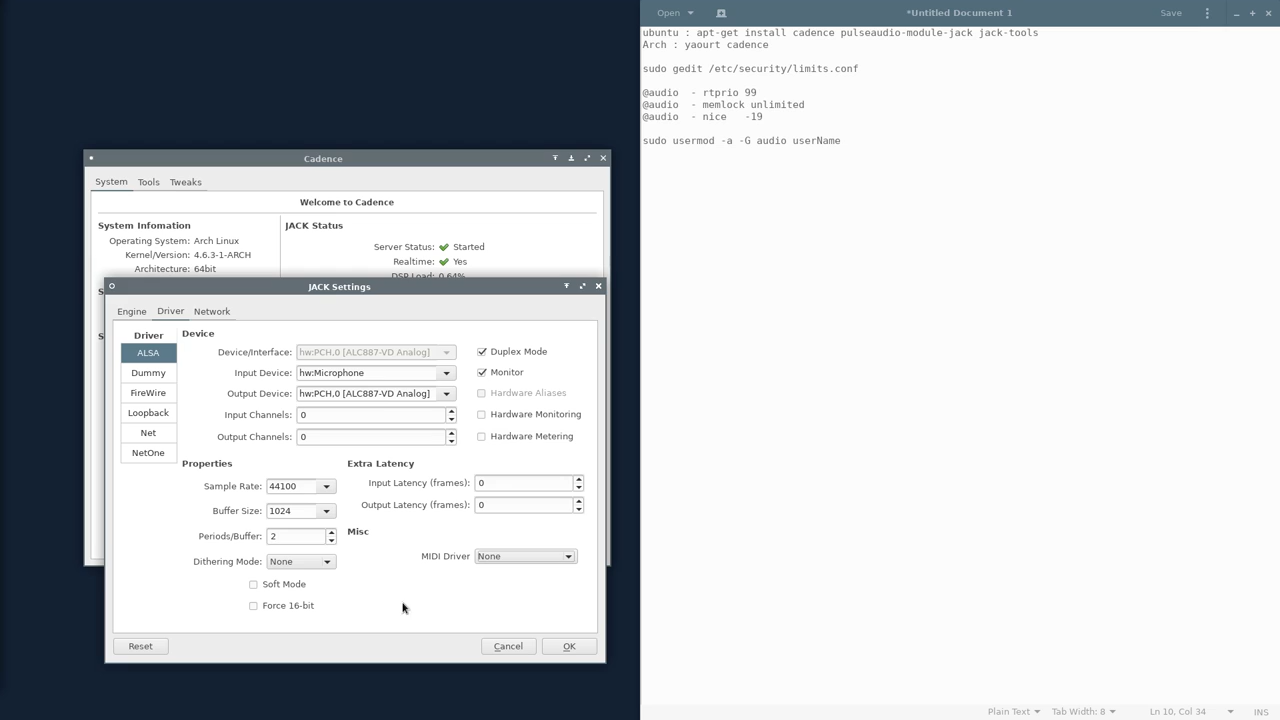 Open
*Untitled Document 1
Save
ubuntu : apt-get install cadence pulseaudio-module-jack jack-tools
Arch : yaourt cadence
sudo gedit /etc/security/limits.conf
@audio  - rtprio 99
@audio  - memlock unlimited
@audio  - nice   -19
sudo usermod -a -G audio userName
Plain Text
Tab Width: 8
Ln 10, Col 34
INS
Cadence
System Tools Tweaks
Welcome to Cadence
System Infomation
Operating System: Arch Linux
Kernel/Version: 4.6.3-1-ARCH
Architecture: 64bit
S
S
JACK Status
Server Status: Started
Realtime: Yes
DSP Load: 0.64%
JACK Settings
Engine Driver Network
Driver
ALSA
Dummy
FireWire
Loopback
Net
NetOne
Device
Device/Interface: hw:PCH,0 [ALC887-VD Analog]
Input Device: hw:Microphone
Output Device: hw:PCH,0 [ALC887-VD Analog]
Input Channels: 0
Output Channels: 0
Duplex Mode
Monitor
Hardware Aliases
Hardware Monitoring
Hardware Metering
Properties
Sample Rate: 44100
Buffer Size: 1024
Periods/Buffer: 2
Dithering Mode: None
Soft Mode
Force 16-bit
Extra Latency
Input Latency (frames): 0
Output Latency (frames): 0
Misc
MIDI Driver None
Reset
Cancel
OK